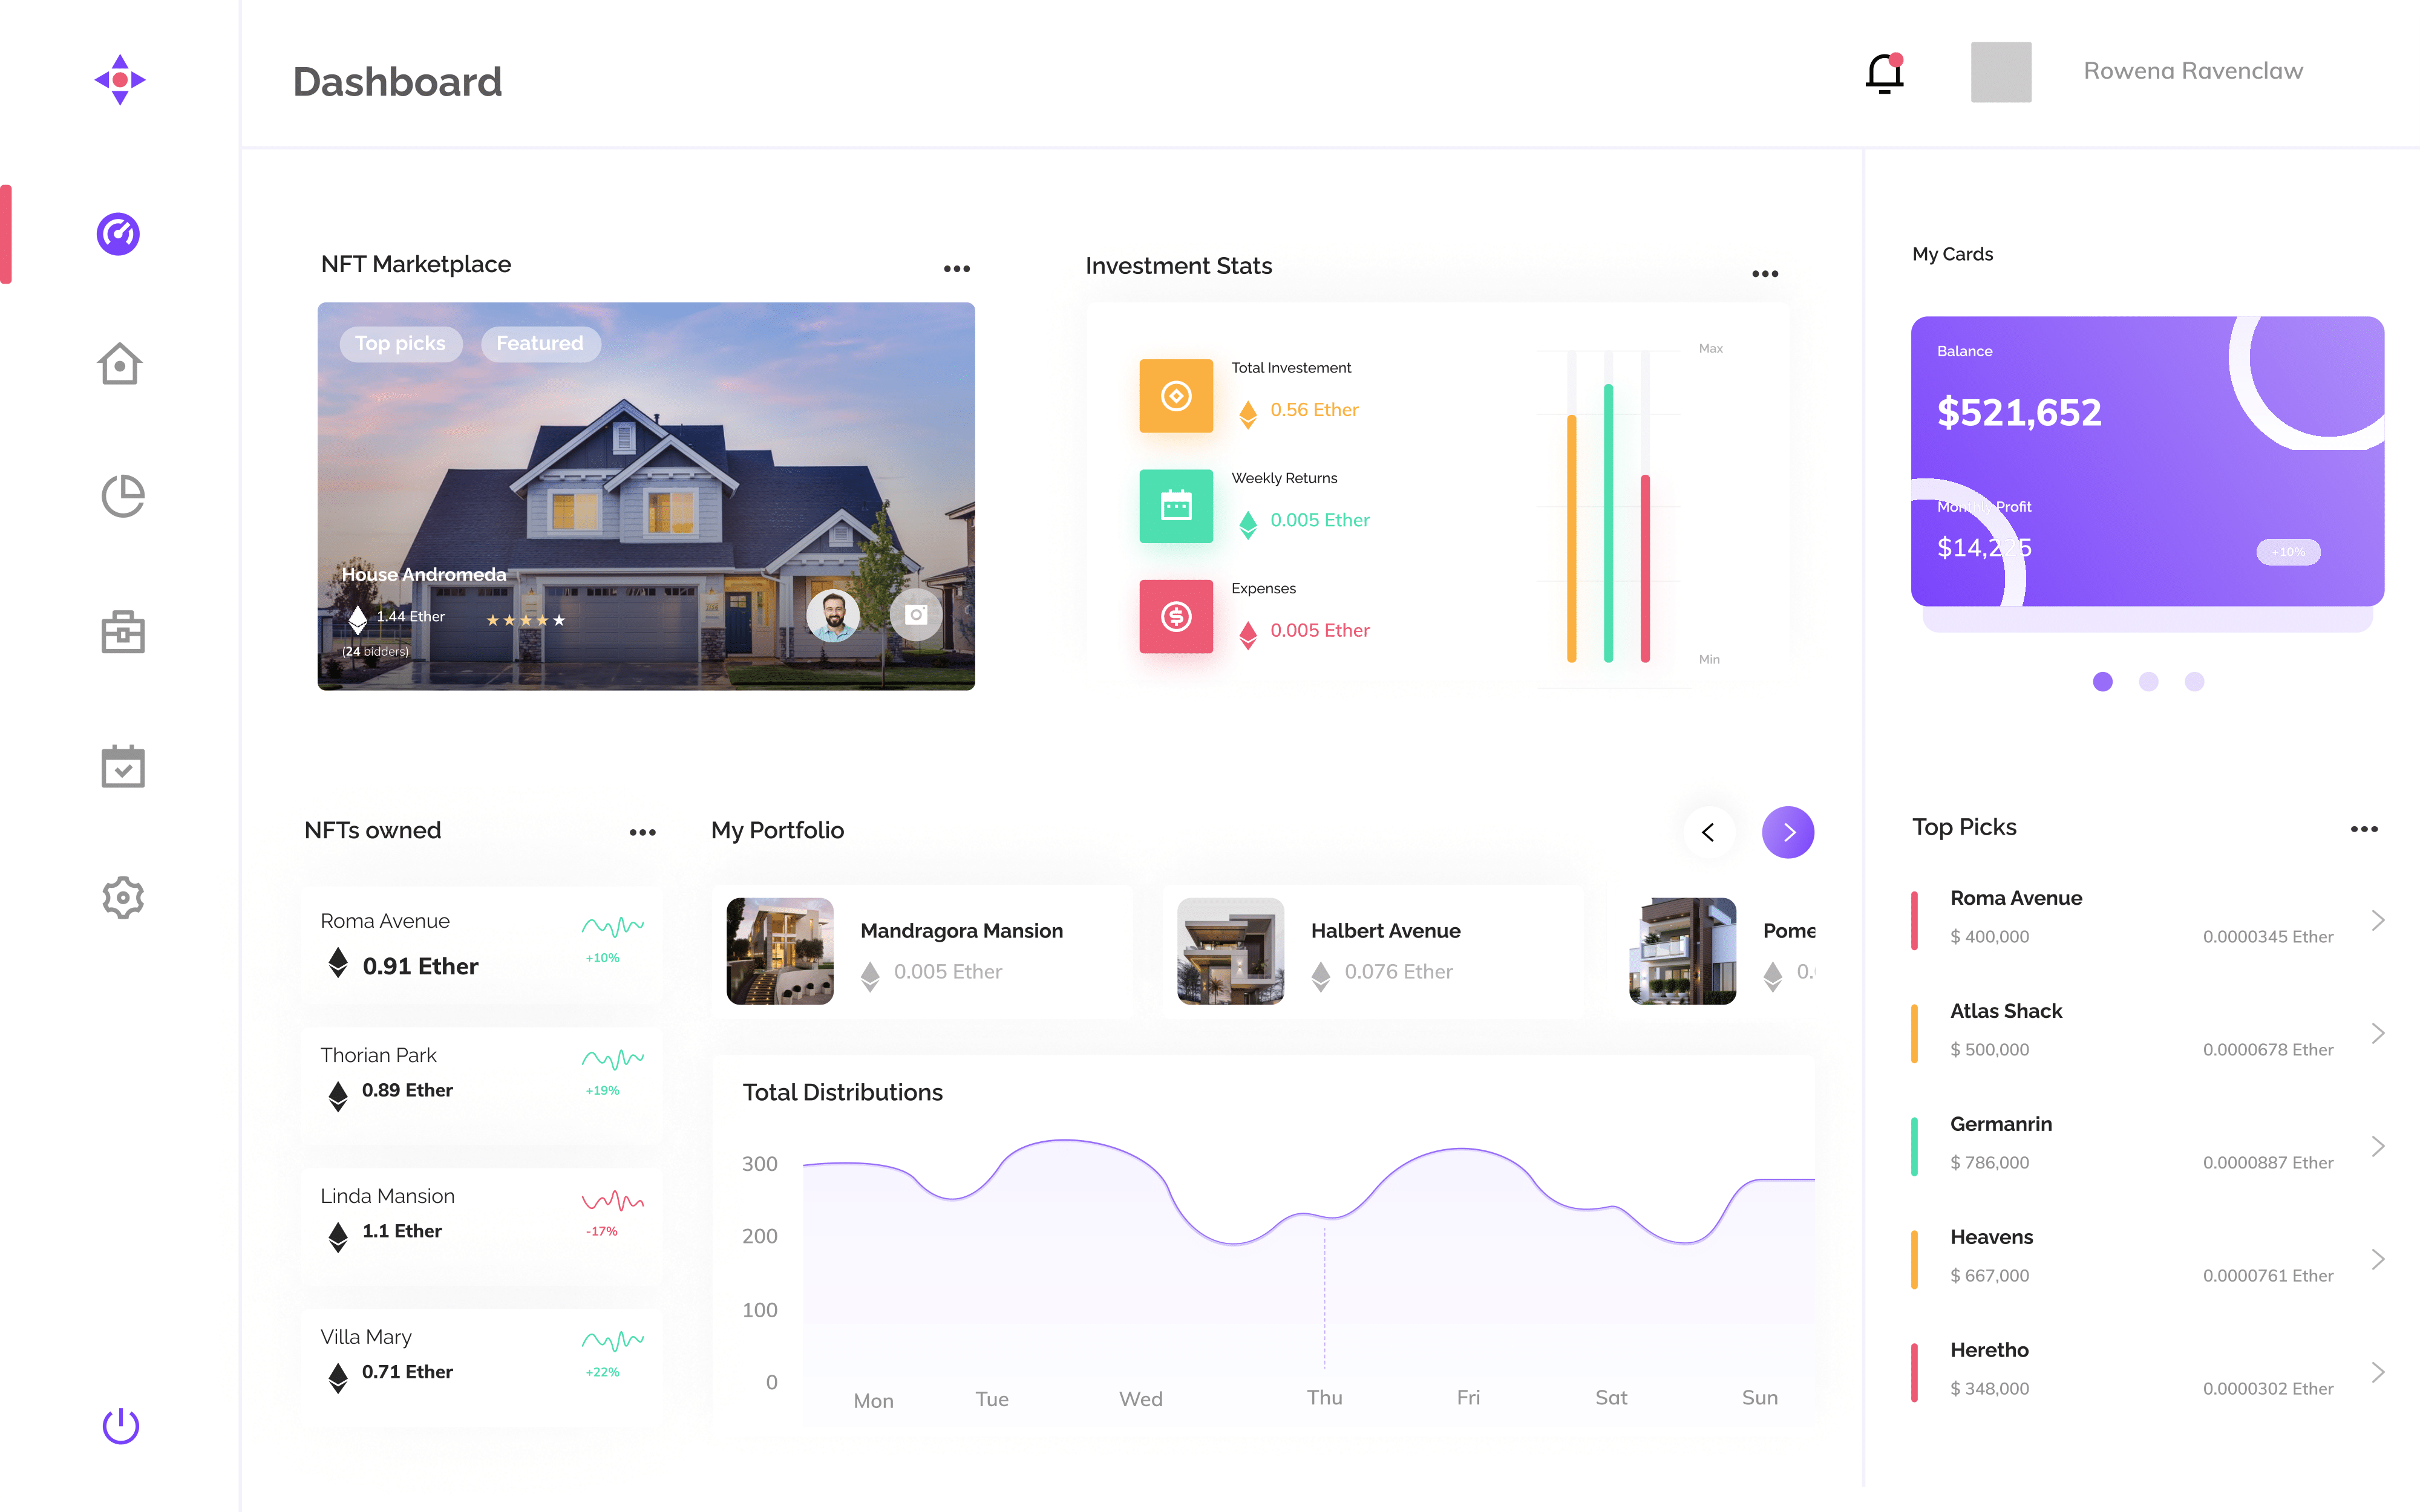 Dashboard
Rowena Ravenclaw
NFT Marketplace
Top picks
Featured
House Andromeda
1.44 Ether
(24 bidders)
Investment Stats
Total Investement
0.56 Ether
Weekly Returns
0.005 Ether
Expenses
0.005 Ether
Max
Min
My Cards
Balance
$521,652
Monthly Profit
$14,225
+10%
NFTs owned
Roma Avenue
0.91 Ether
+10%
Thorian Park
0.89 Ether
+19%
Linda Mansion
1.1 Ether
-17%
Villa Mary
0.71 Ether
+22%
My Portfolio
Mandragora Mansion
0.005 Ether
Halbert Avenue
0.076 Ether
Pome
0.
Total Distributions
300
200
100
0
Mon Tue Wed Thu Fri Sat Sun
Top Picks
Roma Avenue
$ 400,000 0.0000345 Ether
Atlas Shack
$ 500,000 0.0000678 Ether
Germanrin
$ 786,000 0.0000887 Ether
Heavens
$ 667,000 0.0000761 Ether
Heretho
$ 348,000 0.0000302 Ether